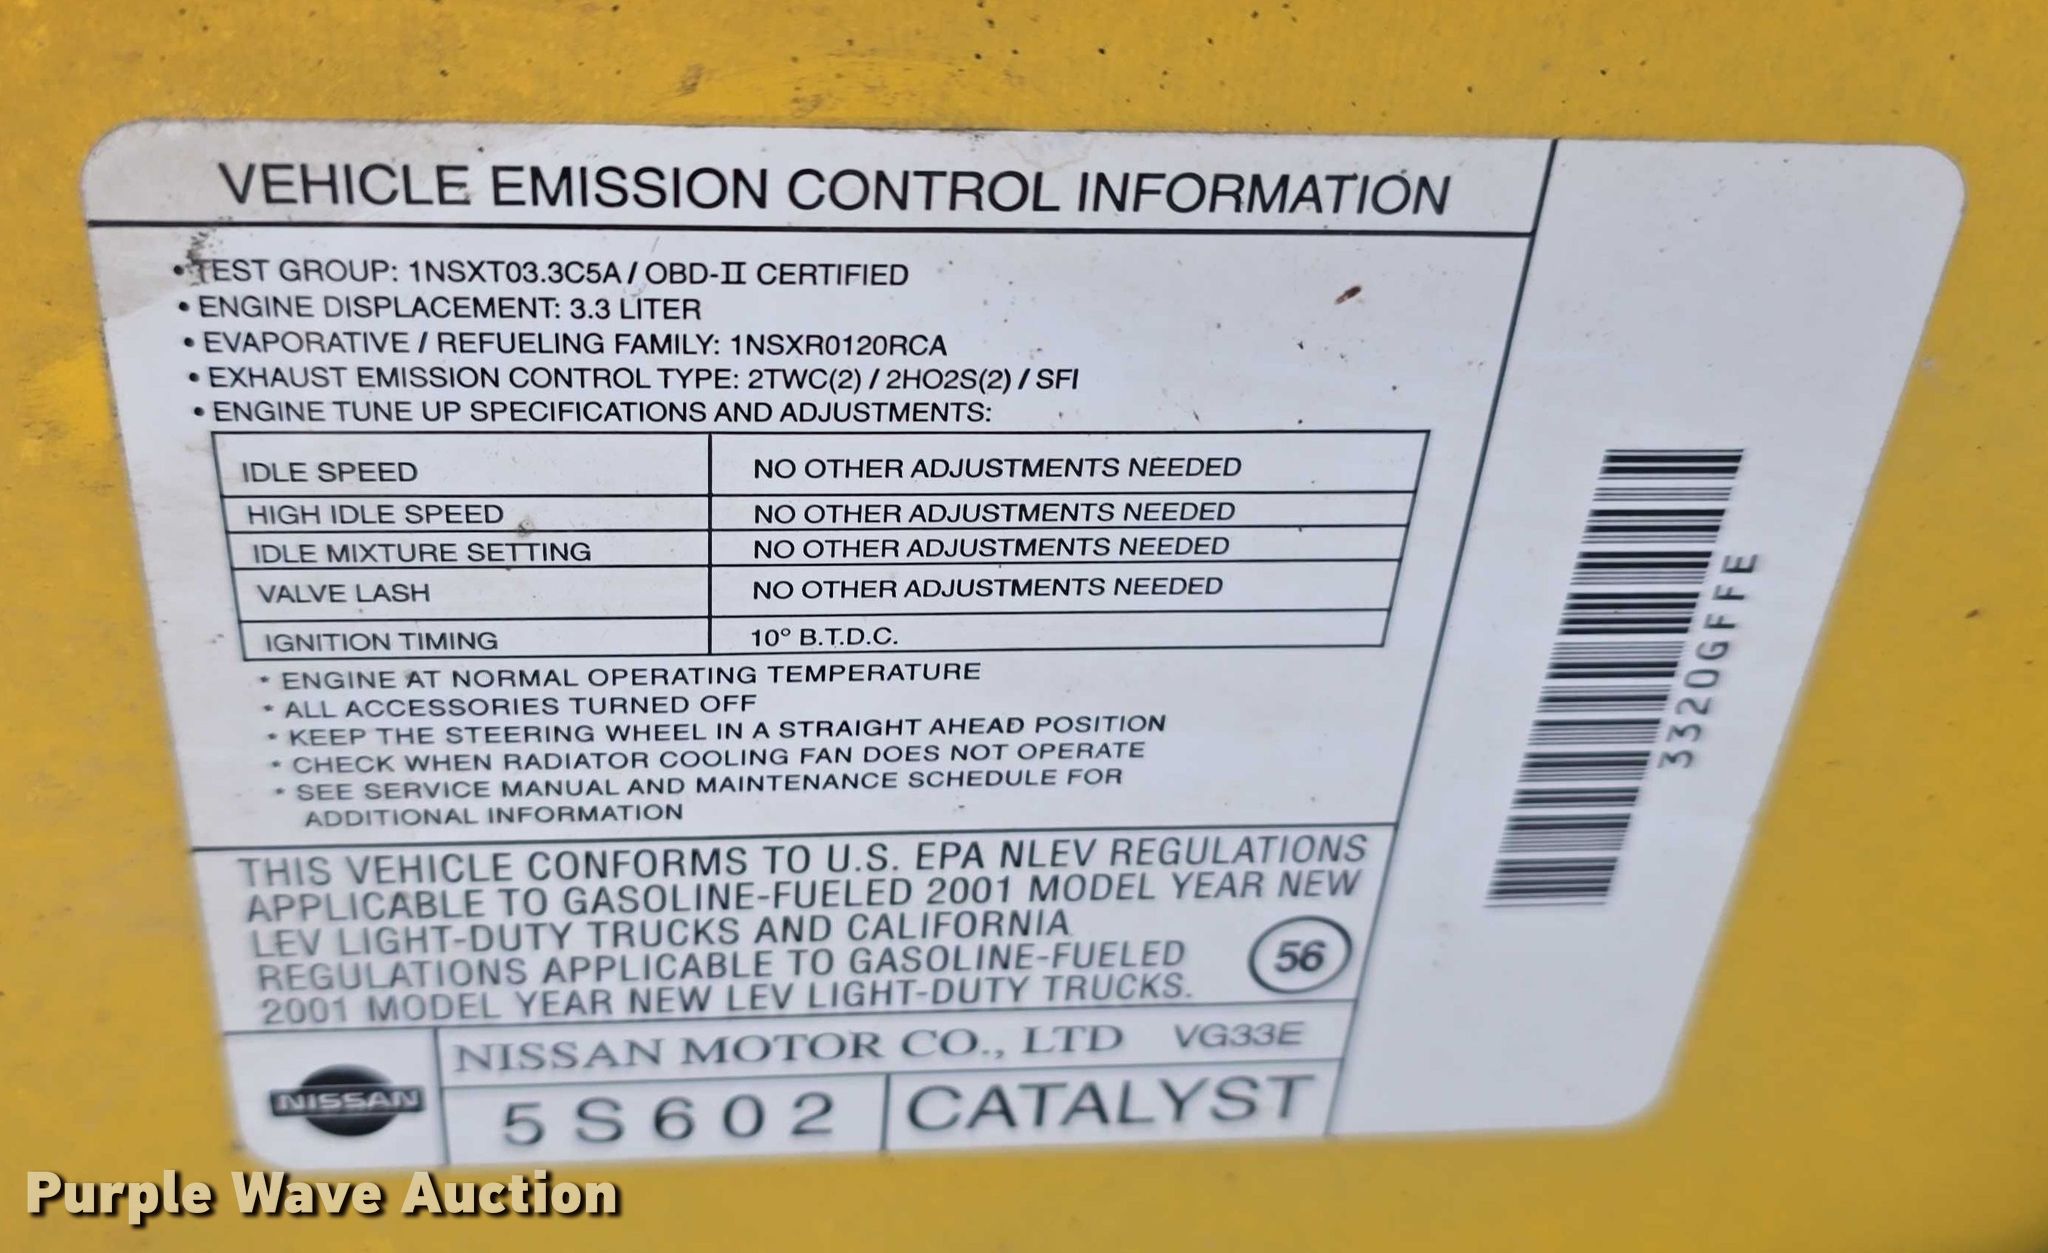 VEHICLE EMISSION CONTROL INFORMATION
• TEST GROUP: 1NSXT03.3C5A / OBD-II CERTIFIED
• ENGINE DISPLACEMENT: 3.3 LITER
• EVAPORATIVE / REFUELING FAMILY: 1NSXR0120RCA
• EXHAUST EMISSION CONTROL TYPE: 2TWC(2) / 2HO2S(2) / SFI
• ENGINE TUNE UP SPECIFICATIONS AND ADJUSTMENTS:
IDLE SPEED NO OTHER ADJUSTMENTS NEEDED
HIGH IDLE SPEED NO OTHER ADJUSTMENTS NEEDED
IDLE MIXTURE SETTING NO OTHER ADJUSTMENTS NEEDED
VALVE LASH NO OTHER ADJUSTMENTS NEEDED
IGNITION TIMING 10° B.T.D.C.
* ENGINE AT NORMAL OPERATING TEMPERATURE
* ALL ACCESSORIES TURNED OFF
* KEEP THE STEERING WHEEL IN A STRAIGHT AHEAD POSITION
* CHECK WHEN RADIATOR COOLING FAN DOES NOT OPERATE
* SEE SERVICE MANUAL AND MAINTENANCE SCHEDULE FOR
ADDITIONAL INFORMATION
THIS VEHICLE CONFORMS TO U.S. EPA NLEV REGULATIONS
APPLICABLE TO GASOLINE-FUELED 2001 MODEL YEAR NEW
LEV LIGHT-DUTY TRUCKS AND CALIFORNIA
REGULATIONS APPLICABLE TO GASOLINE-FUELED
2001 MODEL YEAR NEW LEV LIGHT-DUTY TRUCKS.
56
NISSAN
NISSAN MOTOR CO., LTD VG33E
5S602 CATALYST
3320GFFE
Purple Wave Auction